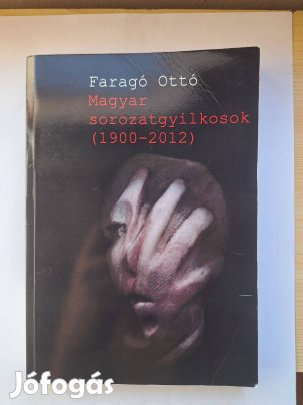 Faragó Ottó
Magyar
sorozatgyilkosok
(1900-2012)
Jófogás